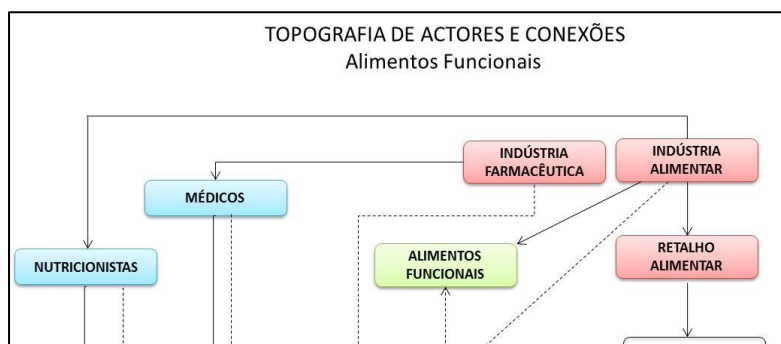 TOPOGRAFIA DE ACTORES E CONEXÕES
Alimentos Funcionais
INDÚSTRIA
FARMACÊUTICA
INDÚSTRIA
ALIMENTAR
MÉDICOS
NUTRICIONISTAS
ALIMENTOS
FUNCIONAIS
RETALHO
ALIMENTAR